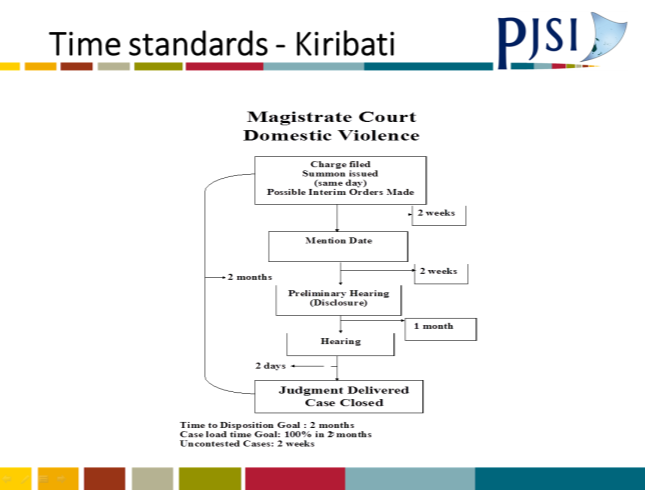 Time standards - Kiribati
PJSI
Magistrate Court
Domestic Violence
Charge filed
Summon issued
(same day)
Possible Interim Orders Made
2 weeks
Mention Date
2 weeks
2 months
Preliminary Hearing
(Disclosure)
1 month
Hearing
2 days
Judgment Delivered
Case Closed
Time to Disposition Goal : 2 months
Case load time Goal: 100% in 2 months
Uncontested Cases: 2 weeks